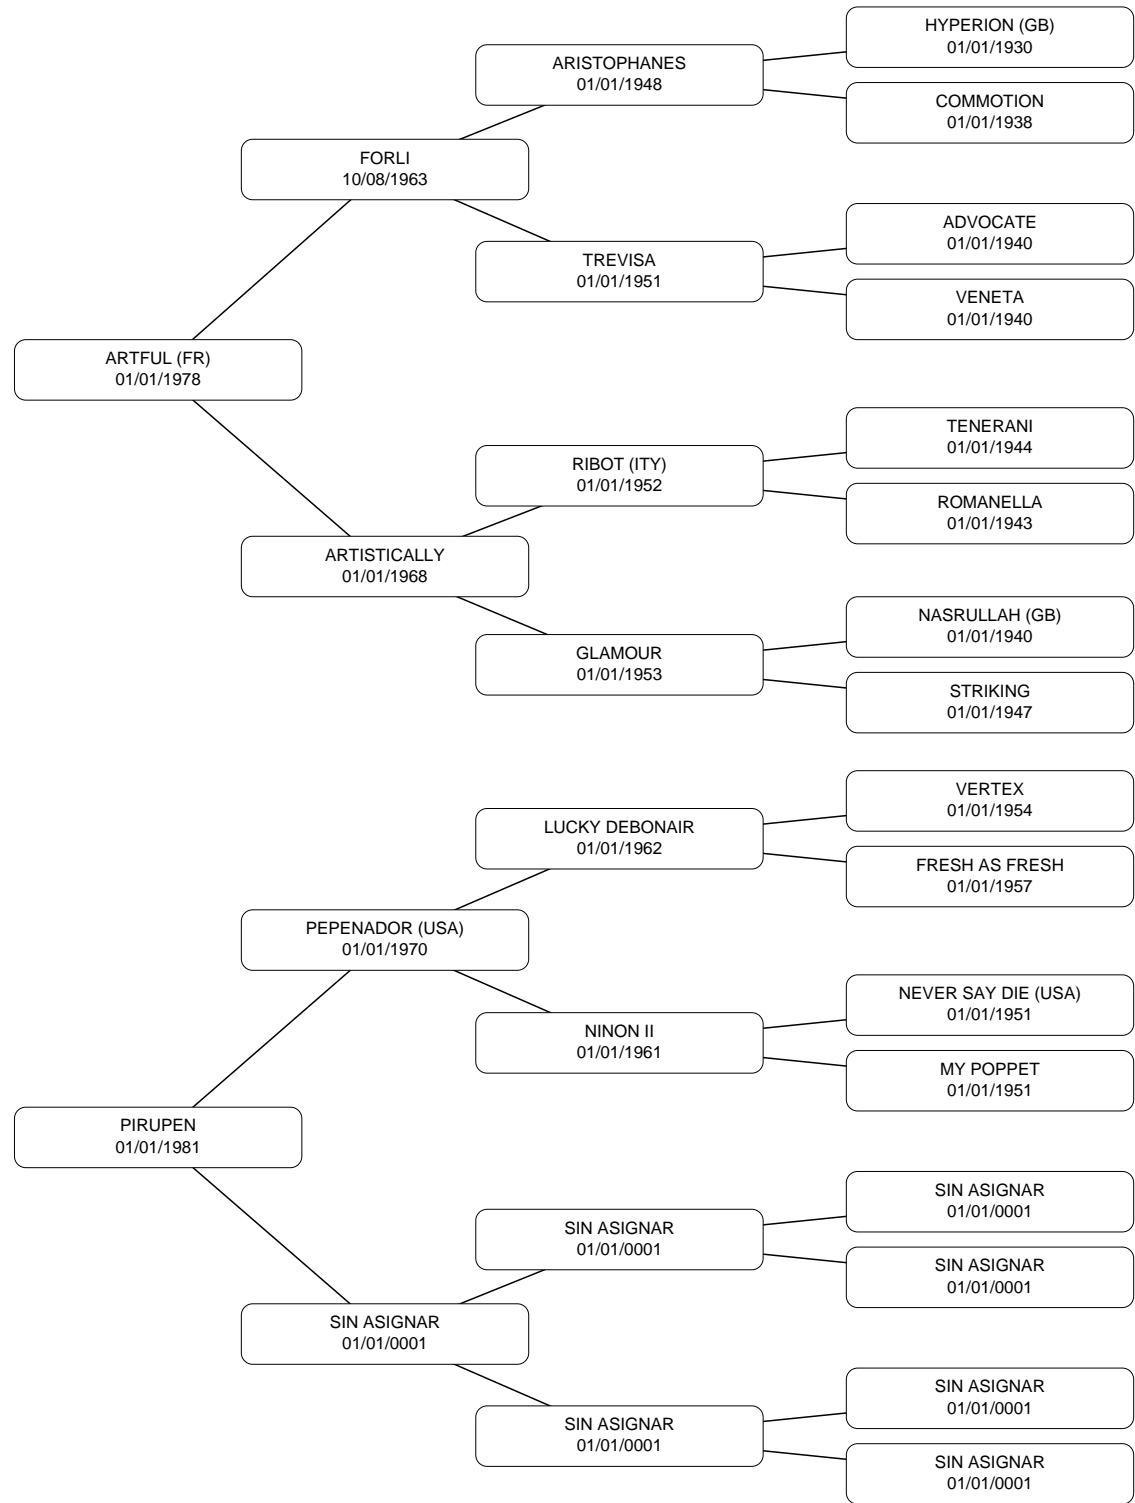 HYPERION (GB)
01/01/1930
ARISTOPHANES
01/01/1948
COMMOTION
01/01/1938
FORLI
10/08/1963
ADVOCATE
01/01/1940
TREVISA
01/01/1951
VENETA
01/01/1940
ARTFUL (FR)
01/01/1978
TENERANI
01/01/1944
RIBOT (ITY)
01/01/1952
ROMANELLA
01/01/1943
ARTISTICALLY
01/01/1968
NASRULLAH (GB)
01/01/1940
GLAMOUR
01/01/1953
STRIKING
01/01/1947
VERTEX
01/01/1954
LUCKY DEBONAIR
01/01/1962
FRESH AS FRESH
01/01/1957
PEPENADOR (USA)
01/01/1970
NEVER SAY DIE (USA)
01/01/1951
NINON II
01/01/1961
MY POPPET
01/01/1951
PIRUPEN
01/01/1981
SIN ASIGNAR
01/01/0001
SIN ASIGNAR
01/01/0001
SIN ASIGNAR
01/01/0001
SIN ASIGNAR
01/01/0001
SIN ASIGNAR
01/01/0001
SIN ASIGNAR
01/01/0001
SIN ASIGNAR
01/01/0001